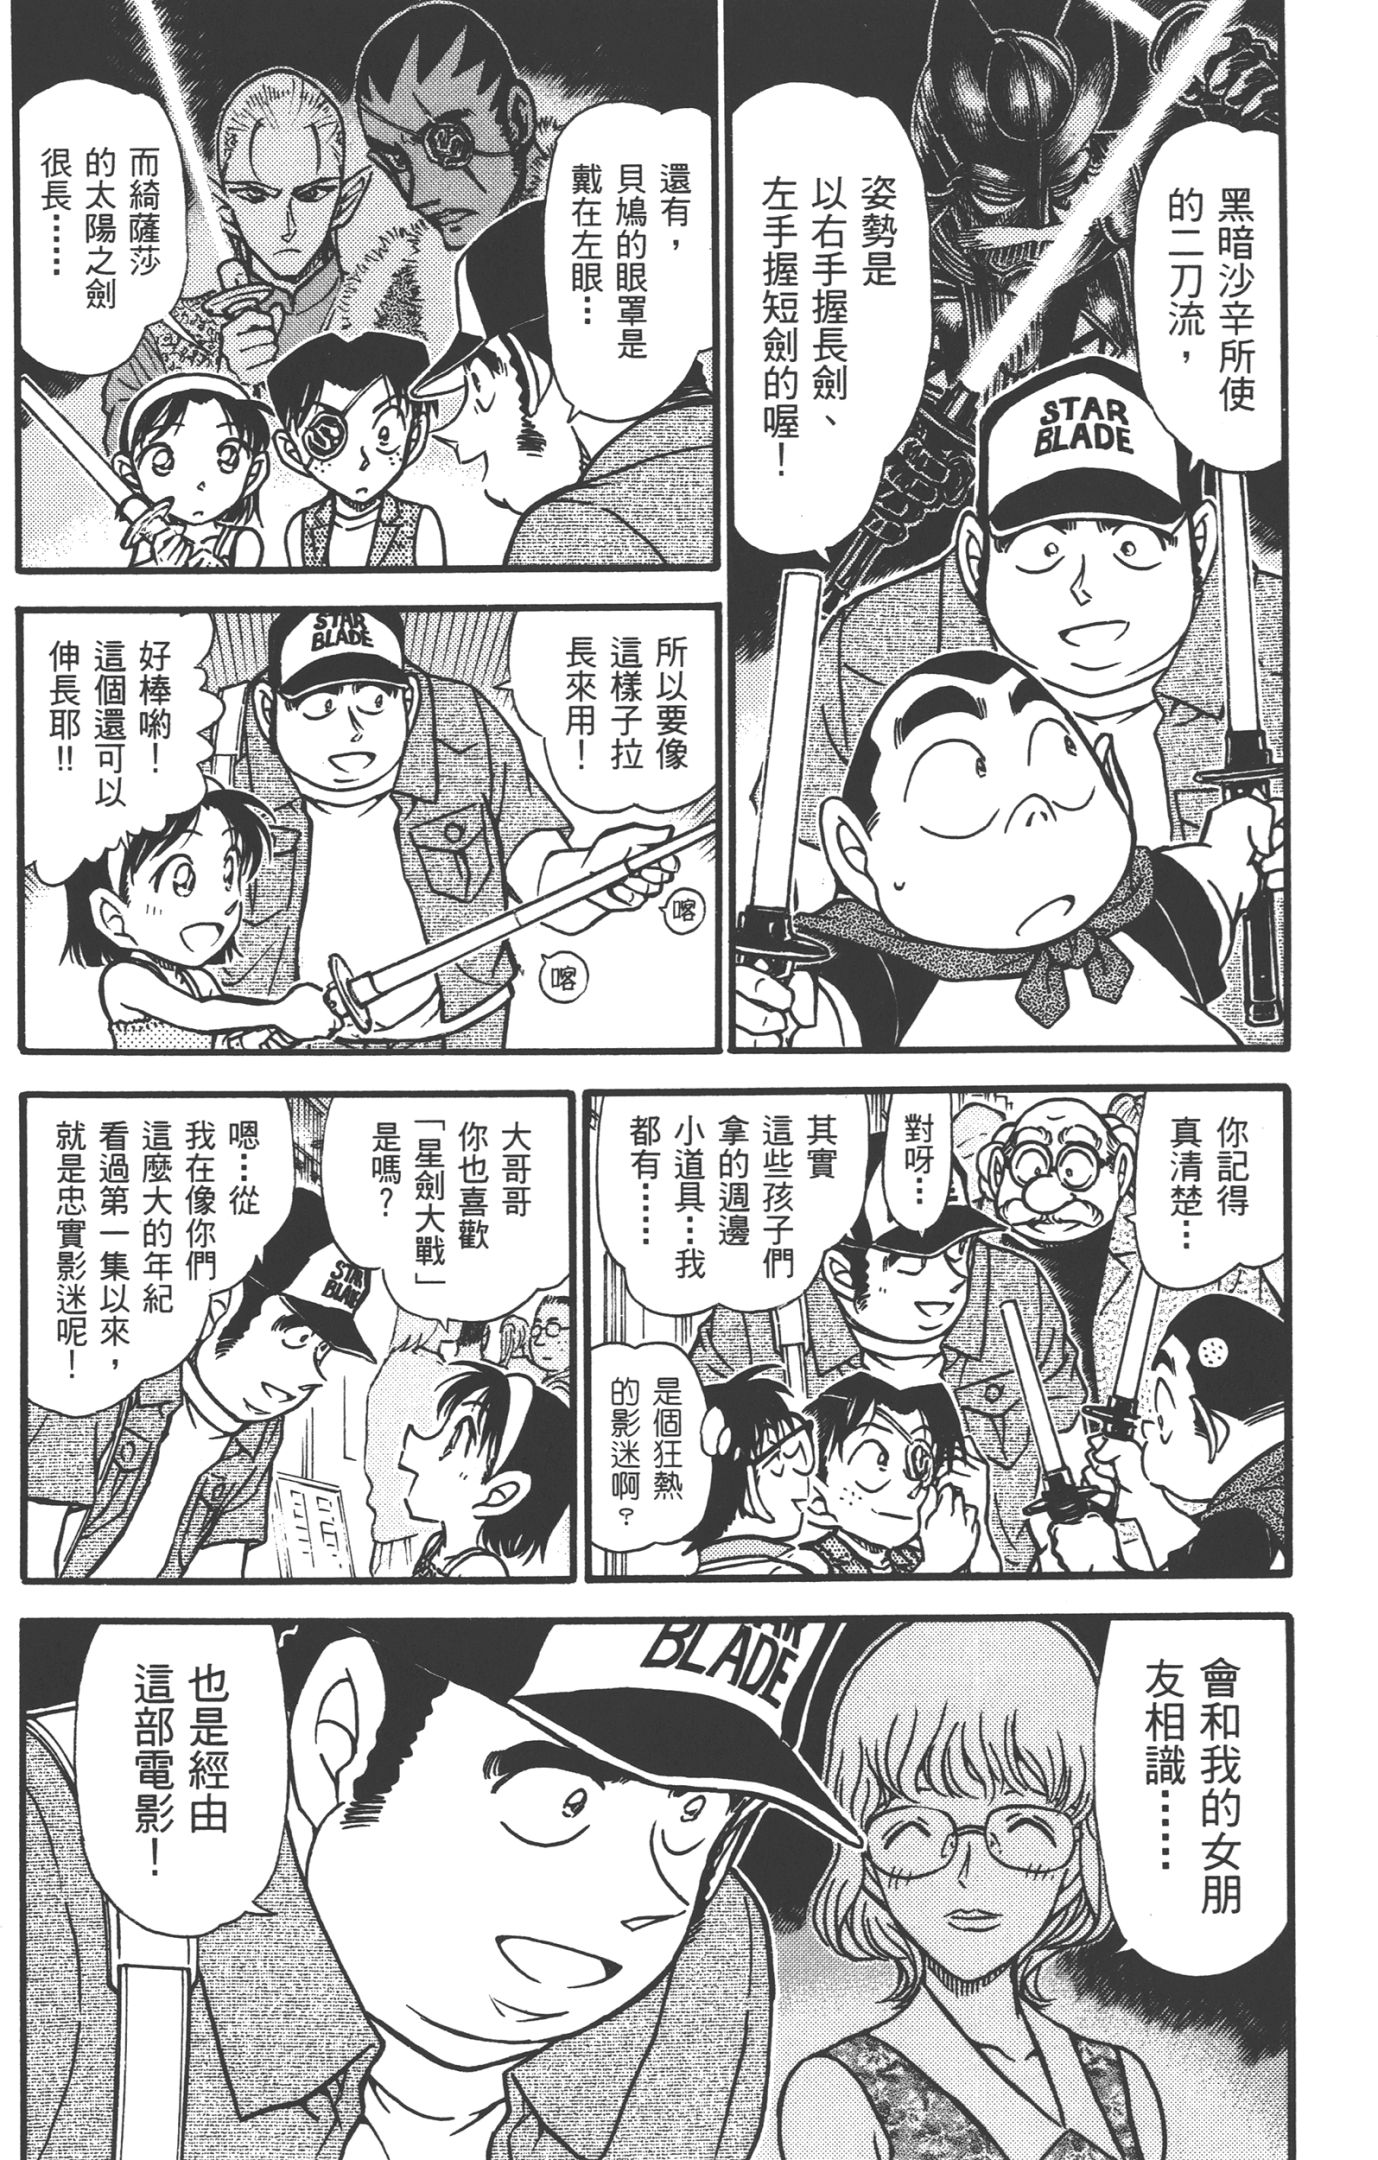 黑暗沙辛所使
的二刀流，
姿勢是
以右手握長劍、
左手握短劍的喔！
STAR
BLADE
還有，
貝鳩的眼罩是
戴在左眼…
而綺薩莎
的太陽之劍
很長……
所以要像
這樣子拉
長來用！
STAR
BLADE
喀
喀
好棒喲！
這個還可以
伸長耶!!
你記得
真清楚…
對呀…
其實
這些孩子們
拿的週邊
小道具…我
都有……
是個狂熱
的影迷啊？
大哥哥
你也喜歡
「星劍大戰」
是嗎？
嗯…從
我在像你們
這麼大的年紀
看過第一集以來，
就是忠實影迷呢！
STAR
BLADE
會和我的女朋
友相識……
STAR
BLADE
也是經由
這部電影！